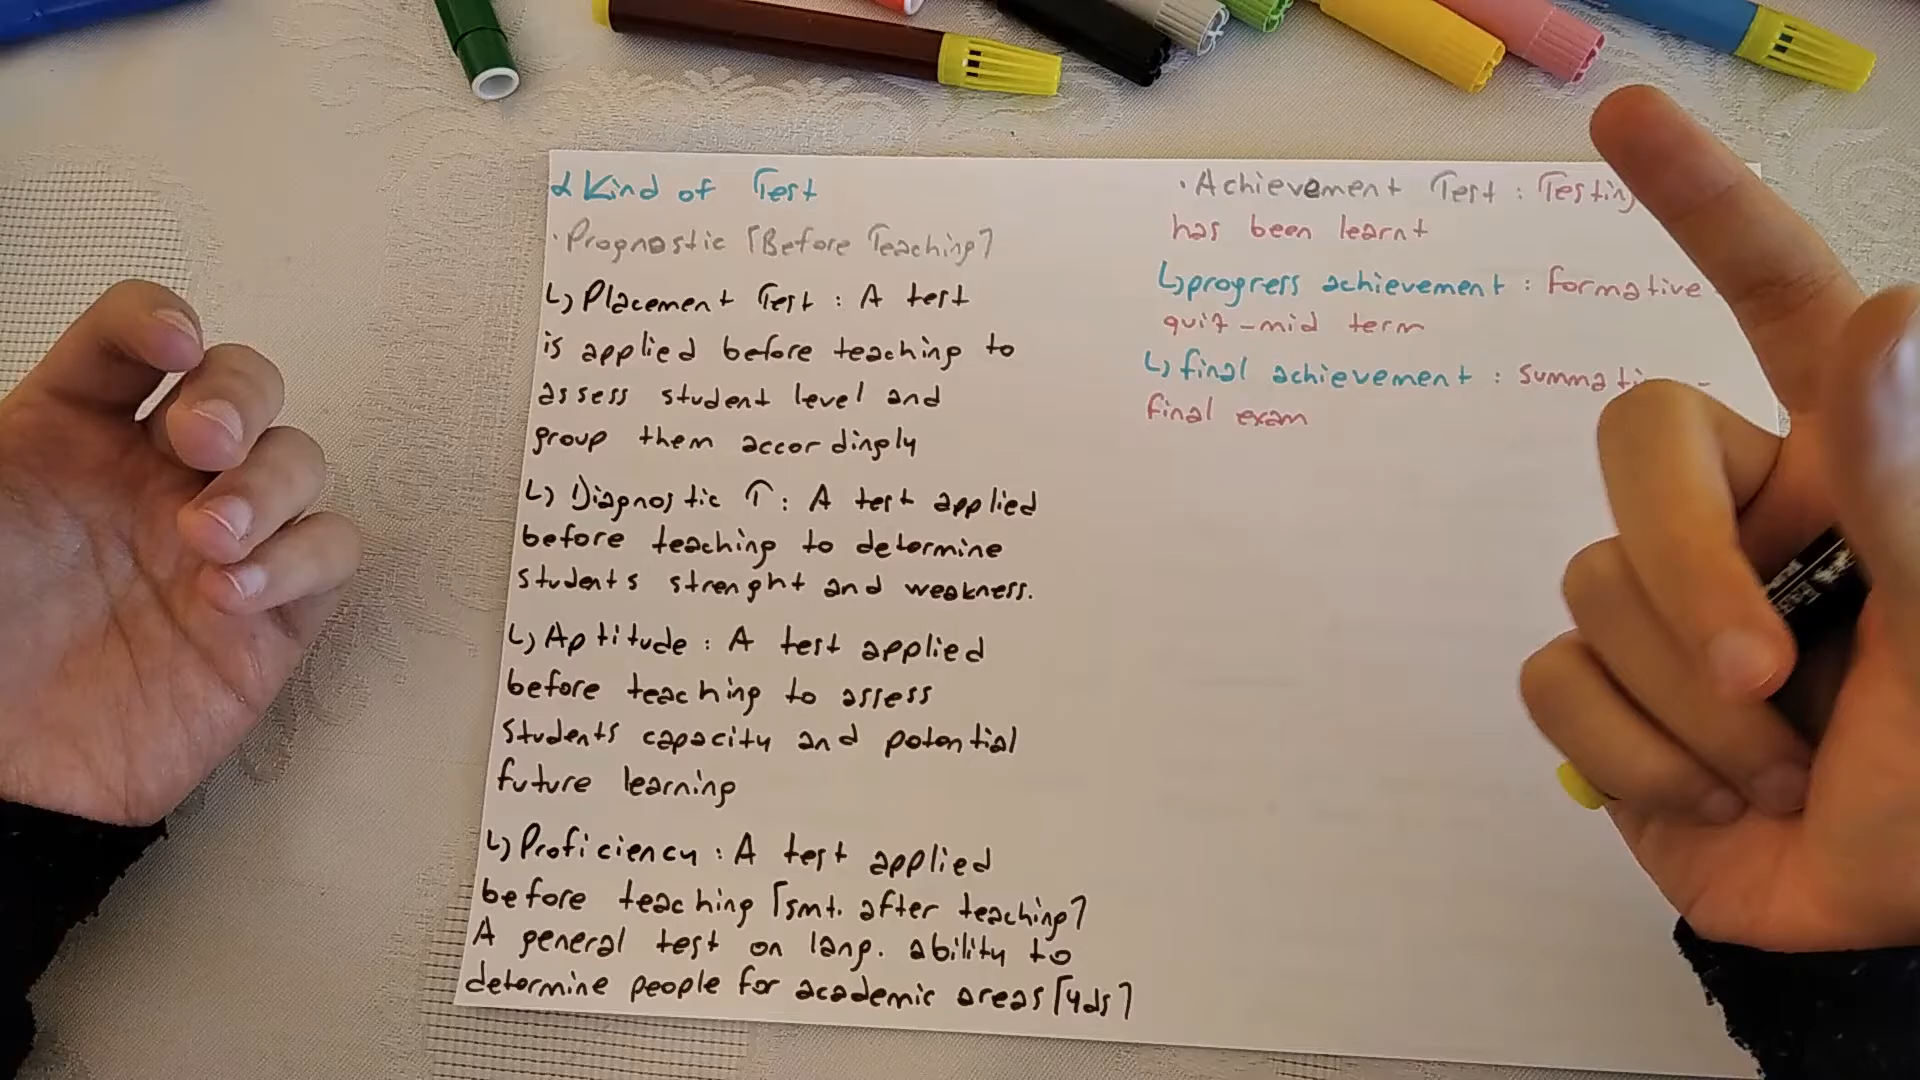 2 Kind of Test
· Prognostic [Before Teaching]
↳ Placement Test : A test
is applied before teaching to
assess student level and
group them accordingly
↳ Diagnostic T : A test applied
before teaching to determine
students strenght and weakness.
↳ Aptitude : A test applied
before teaching to assess
students capacity and potential
future learning
↳ Proficiency : A test applied
before teaching [smt. after teaching]
A general test on lang. ability to
determine people for academic areas [yds]
· Achievement Test : Testing
has been learnt
↳ progress achievement : formative
quiz - mid term
↳ final achievement :
final exam